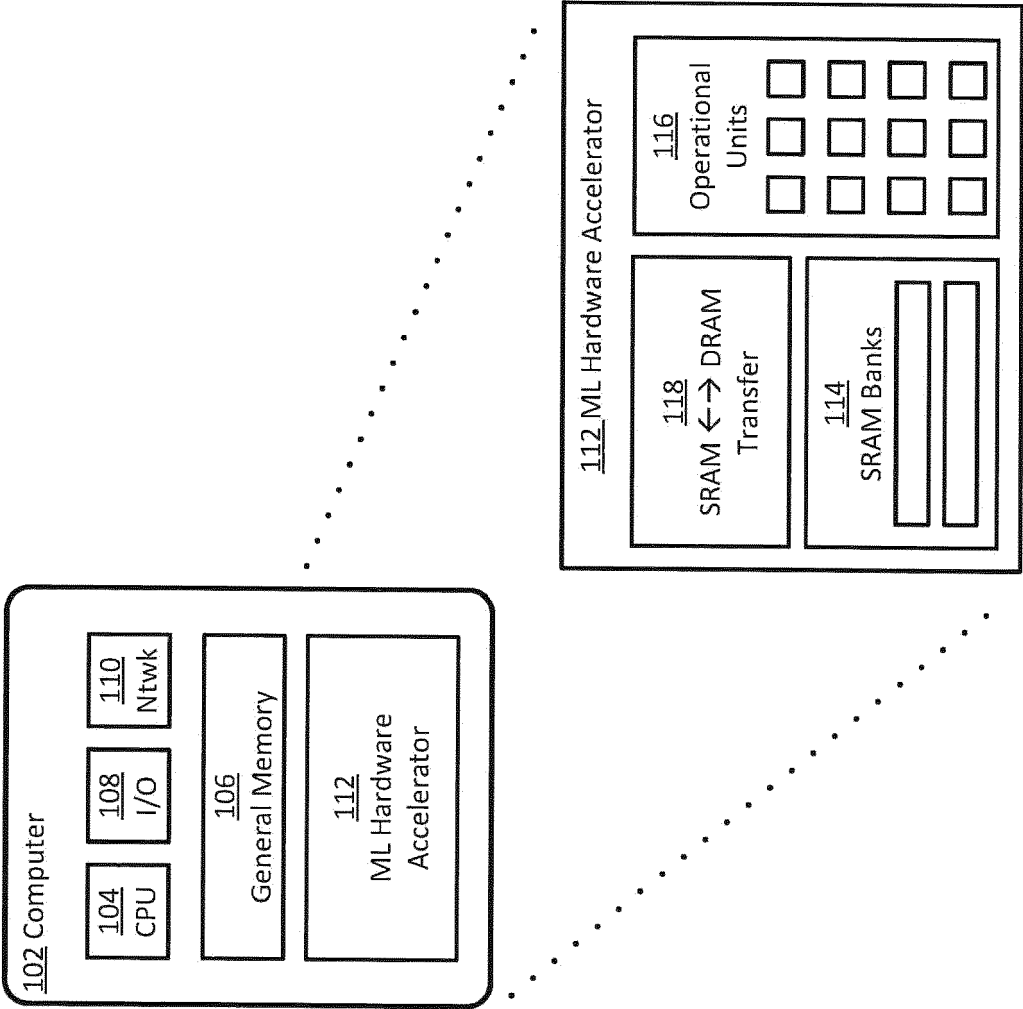 102 Computer
104
CPU
108
I/O
110
Ntwk
106
General Memory
112
ML Hardware
Accelerator
112 ML Hardware Accelerator
118
SRAM ←→ DRAM
Transfer
114
SRAM Banks
116
Operational
Units